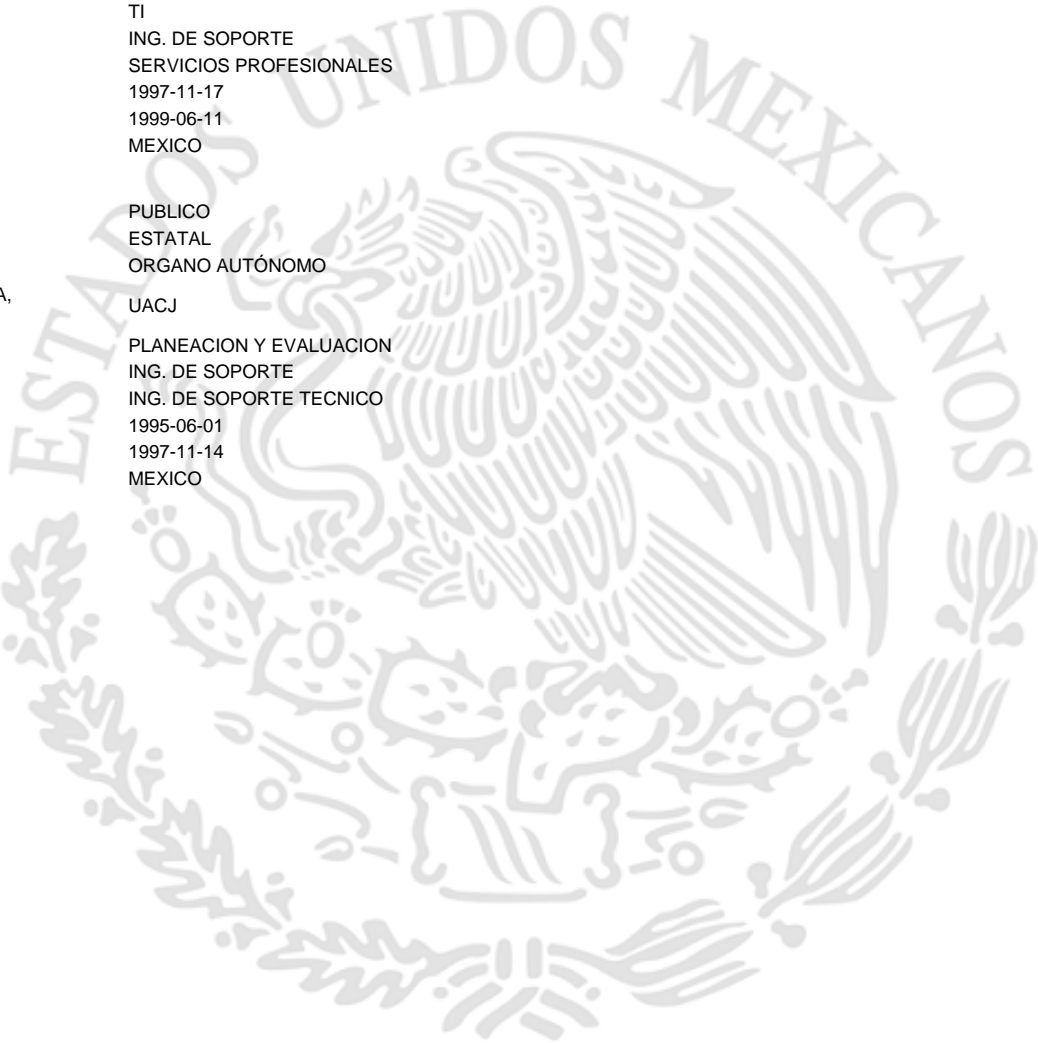 TI
ING. DE SOPORTE
SERVICIOS PROFESIONALES
1997-11-17
1999-06-11
MEXICO
PUBLICO
ESTATAL
ORGANO AUTÓNOMO
A,
UACJ
PLANEACION Y EVALUACION
ING. DE SOPORTE
ING. DE SOPORTE TECNICO
1995-06-01
1997-11-14
MEXICO
ESTADOS UNIDOS MEXICANOS